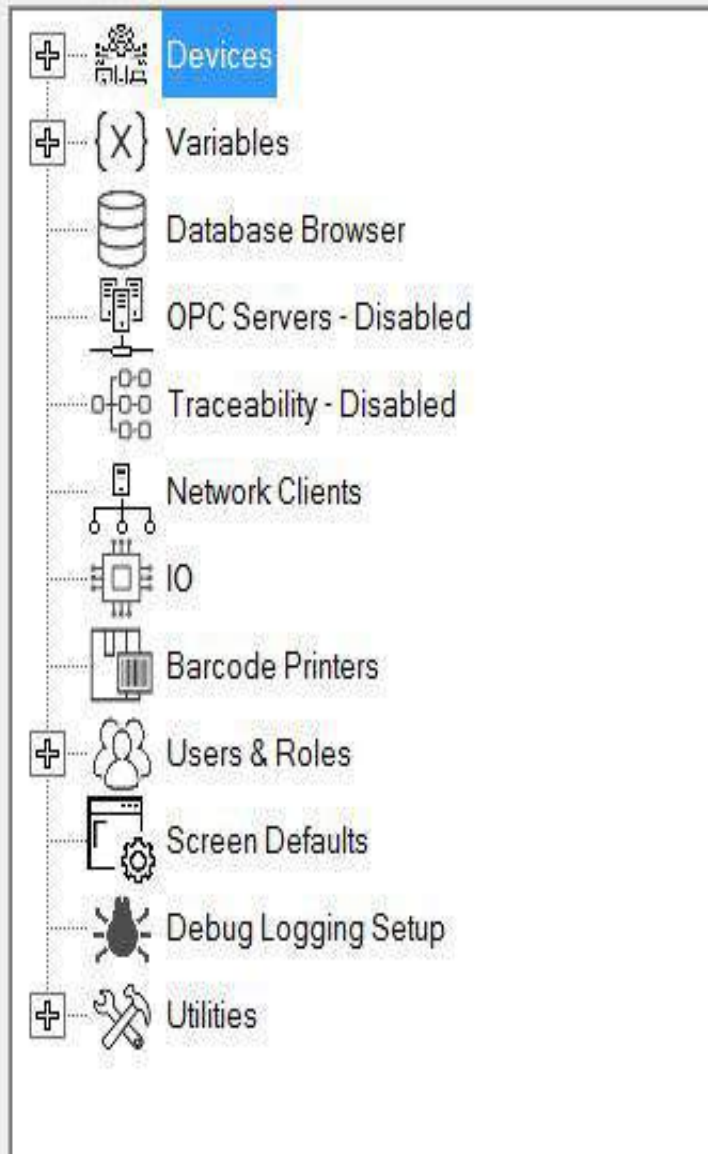 Devices
{X} Variables
Database Browser
OPC Servers - Disabled
Traceability - Disabled
Network Clients
IO
Barcode Printers
Users & Roles
Screen Defaults
Debug Logging Setup
Utilities